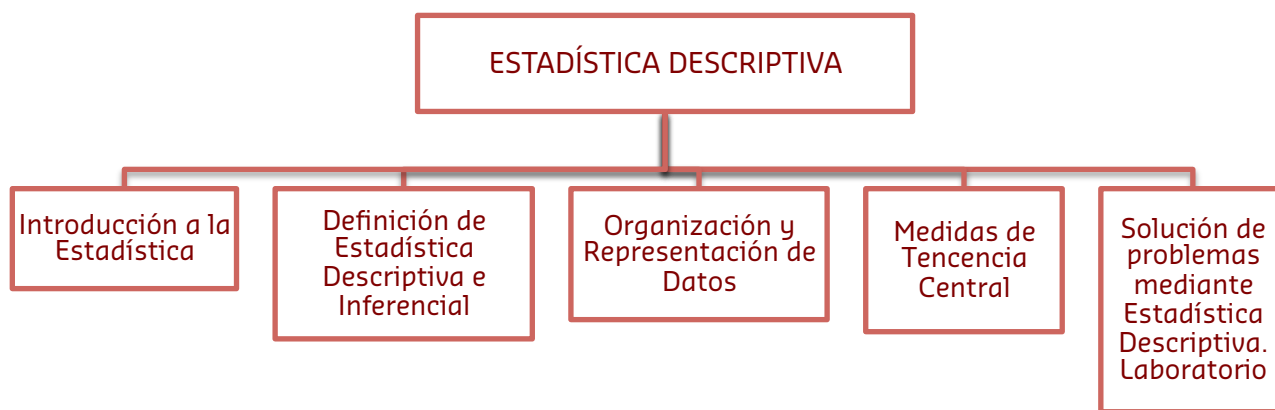 ESTADÍSTICA DESCRIPTIVA
Introducción a la
Estadística
Definición de
Estadística
Descriptiva e
Inferencial
Organización y
Representación de
Datos
Medidas de
Tencencia
Central
Solución de
problemas
mediante
Estadística
Descriptiva.
Laboratorio